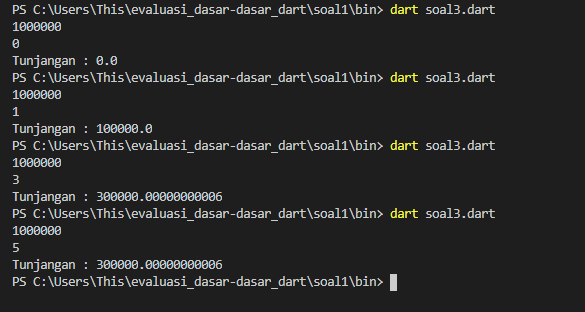 PS C:\Users\This\evaluasi_dasar-dasar_dart\soal1\bin> dart soal3.dart
1000000
0
Tunjangan : 0.0
PS C:\Users\This\evaluasi_dasar-dasar_dart\soal1\bin> dart soal3.dart
1000000
1
Tunjangan : 100000.0
PS C:\Users\This\evaluasi_dasar-dasar_dart\soal1\bin> dart soal3.dart
1000000
3
Tunjangan : 300000.00000000006
PS C:\Users\This\evaluasi_dasar-dasar_dart\soal1\bin> dart soal3.dart
1000000
5
Tunjangan : 300000.00000000006
PS C:\Users\This\evaluasi_dasar-dasar_dart\soal1\bin>